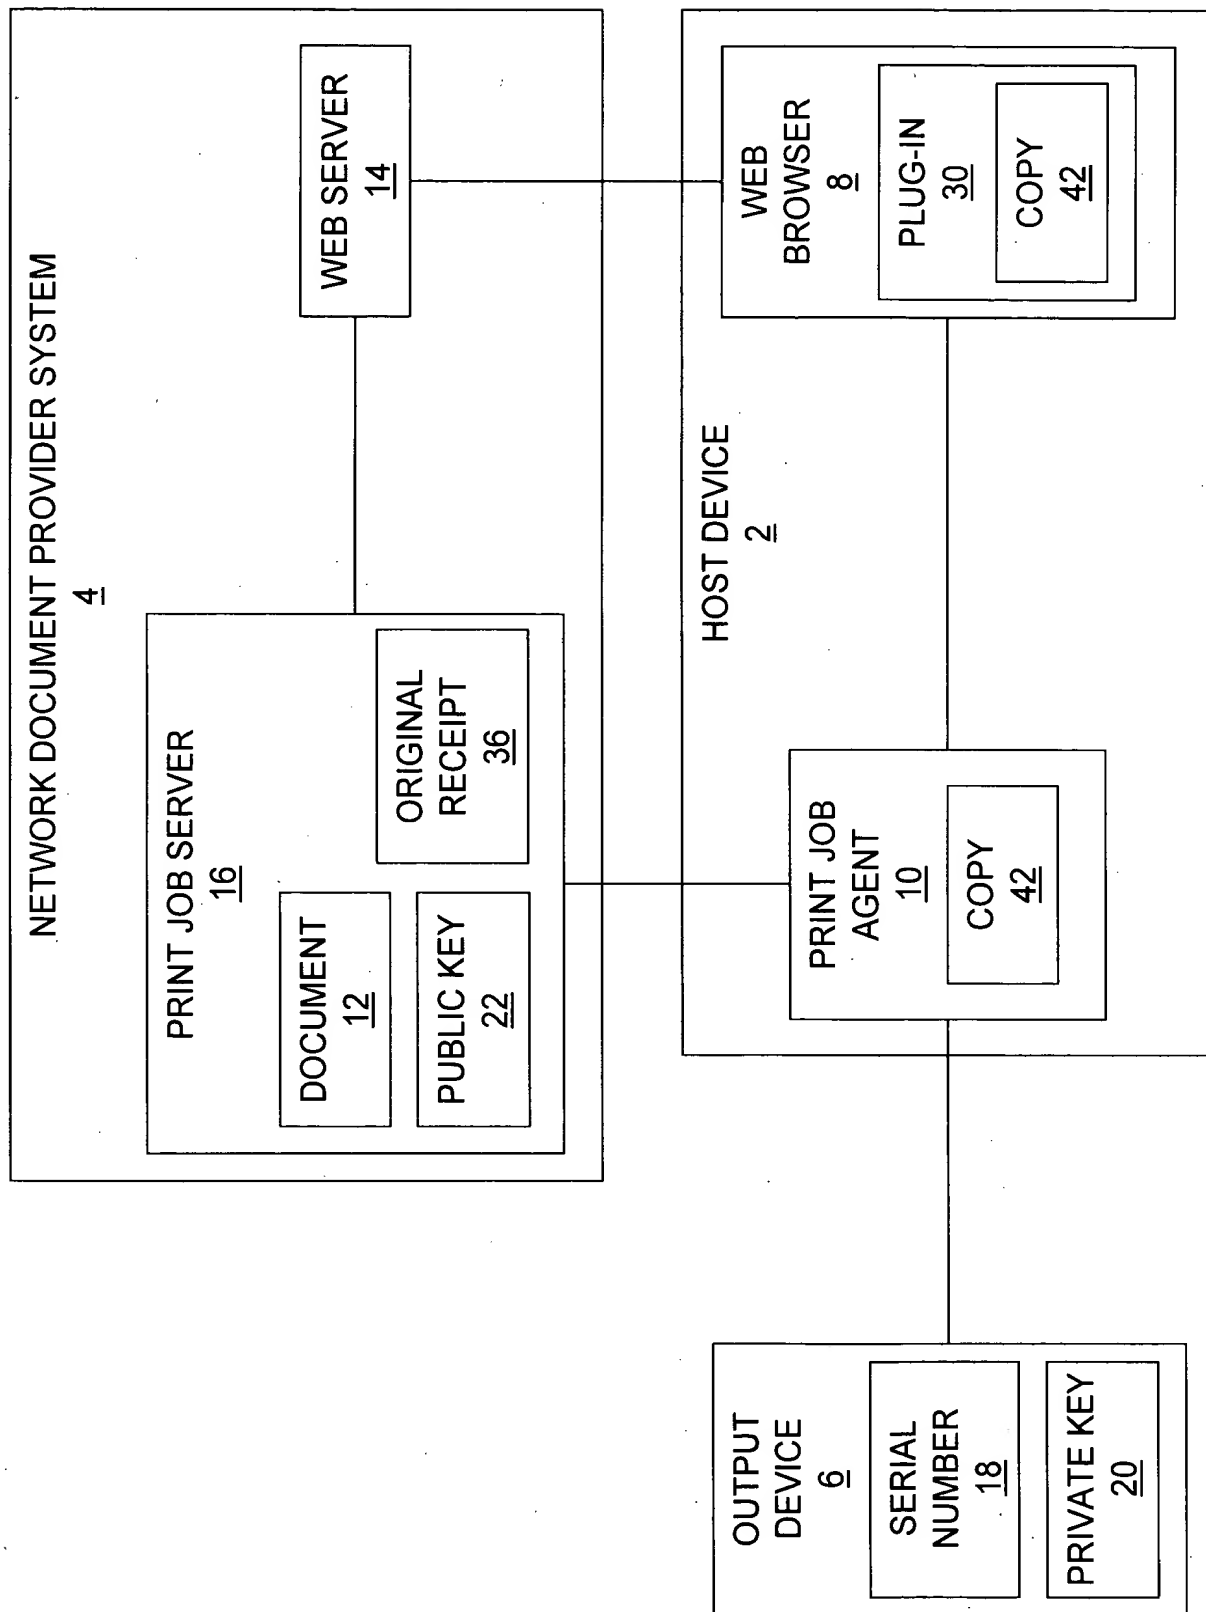 NETWORK DOCUMENT PROVIDER SYSTEM
4
PRINT JOB SERVER
16
DOCUMENT
12
PUBLIC KEY
22
ORIGINAL
RECEIPT
36
WEB SERVER
14
HOST DEVICE
2
PRINT JOB
AGENT
10
COPY
42
WEB
BROWSER
8
PLUG-IN
30
COPY
42
OUTPUT
DEVICE
6
SERIAL
NUMBER
18
PRIVATE KEY
20